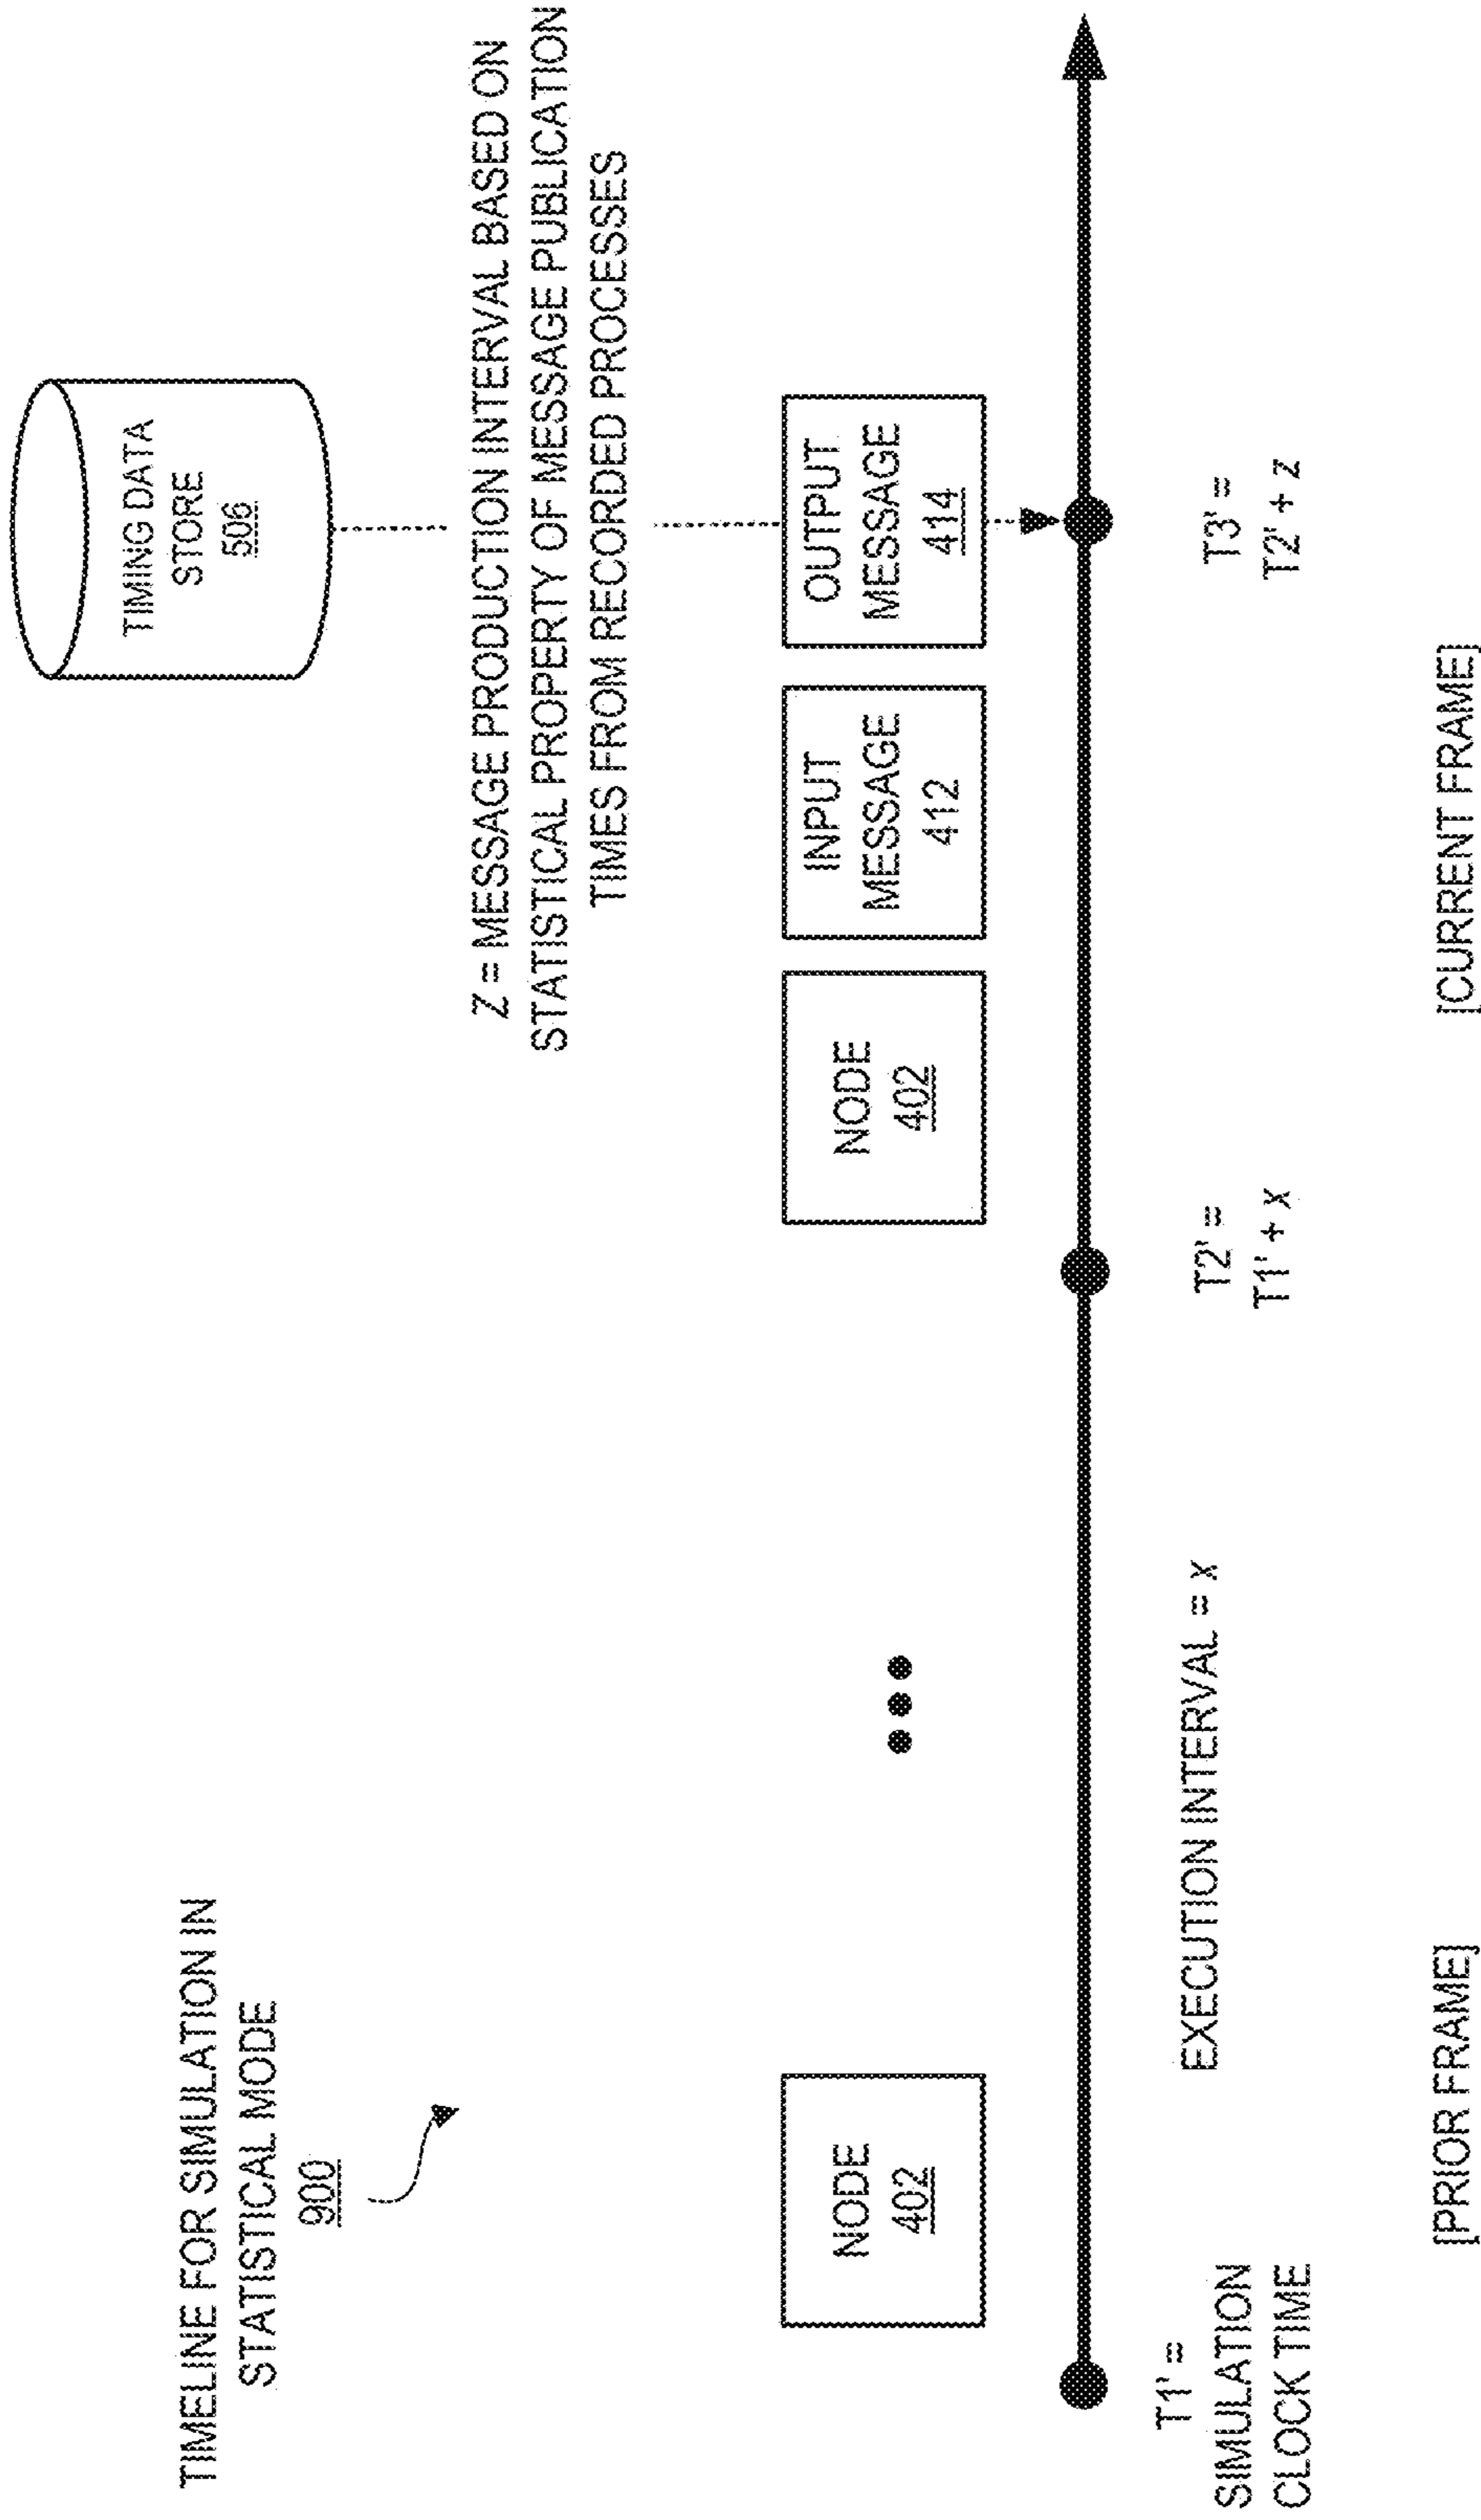 TIMELINE FOR SIMULATION IN
STATISTICAL MODE
900
TIMING DATA
STORE
506
Z = MESSAGE PRODUCTION INTERVAL BASED ON
STATISTICAL PROPERTY OF MESSAGE PUBLICATION
TIMES FROM RECORDED PROCESSES
NODE
402
NODE
402
INPUT
MESSAGE
412
OUTPUT
MESSAGE
414
T1' =
SIMULATION
CLOCK TIME
EXECUTION INTERVAL = x
T2' =
T1' + x
T3' =
T2' + z
[PRIOR FRAME]
[CURRENT FRAME]